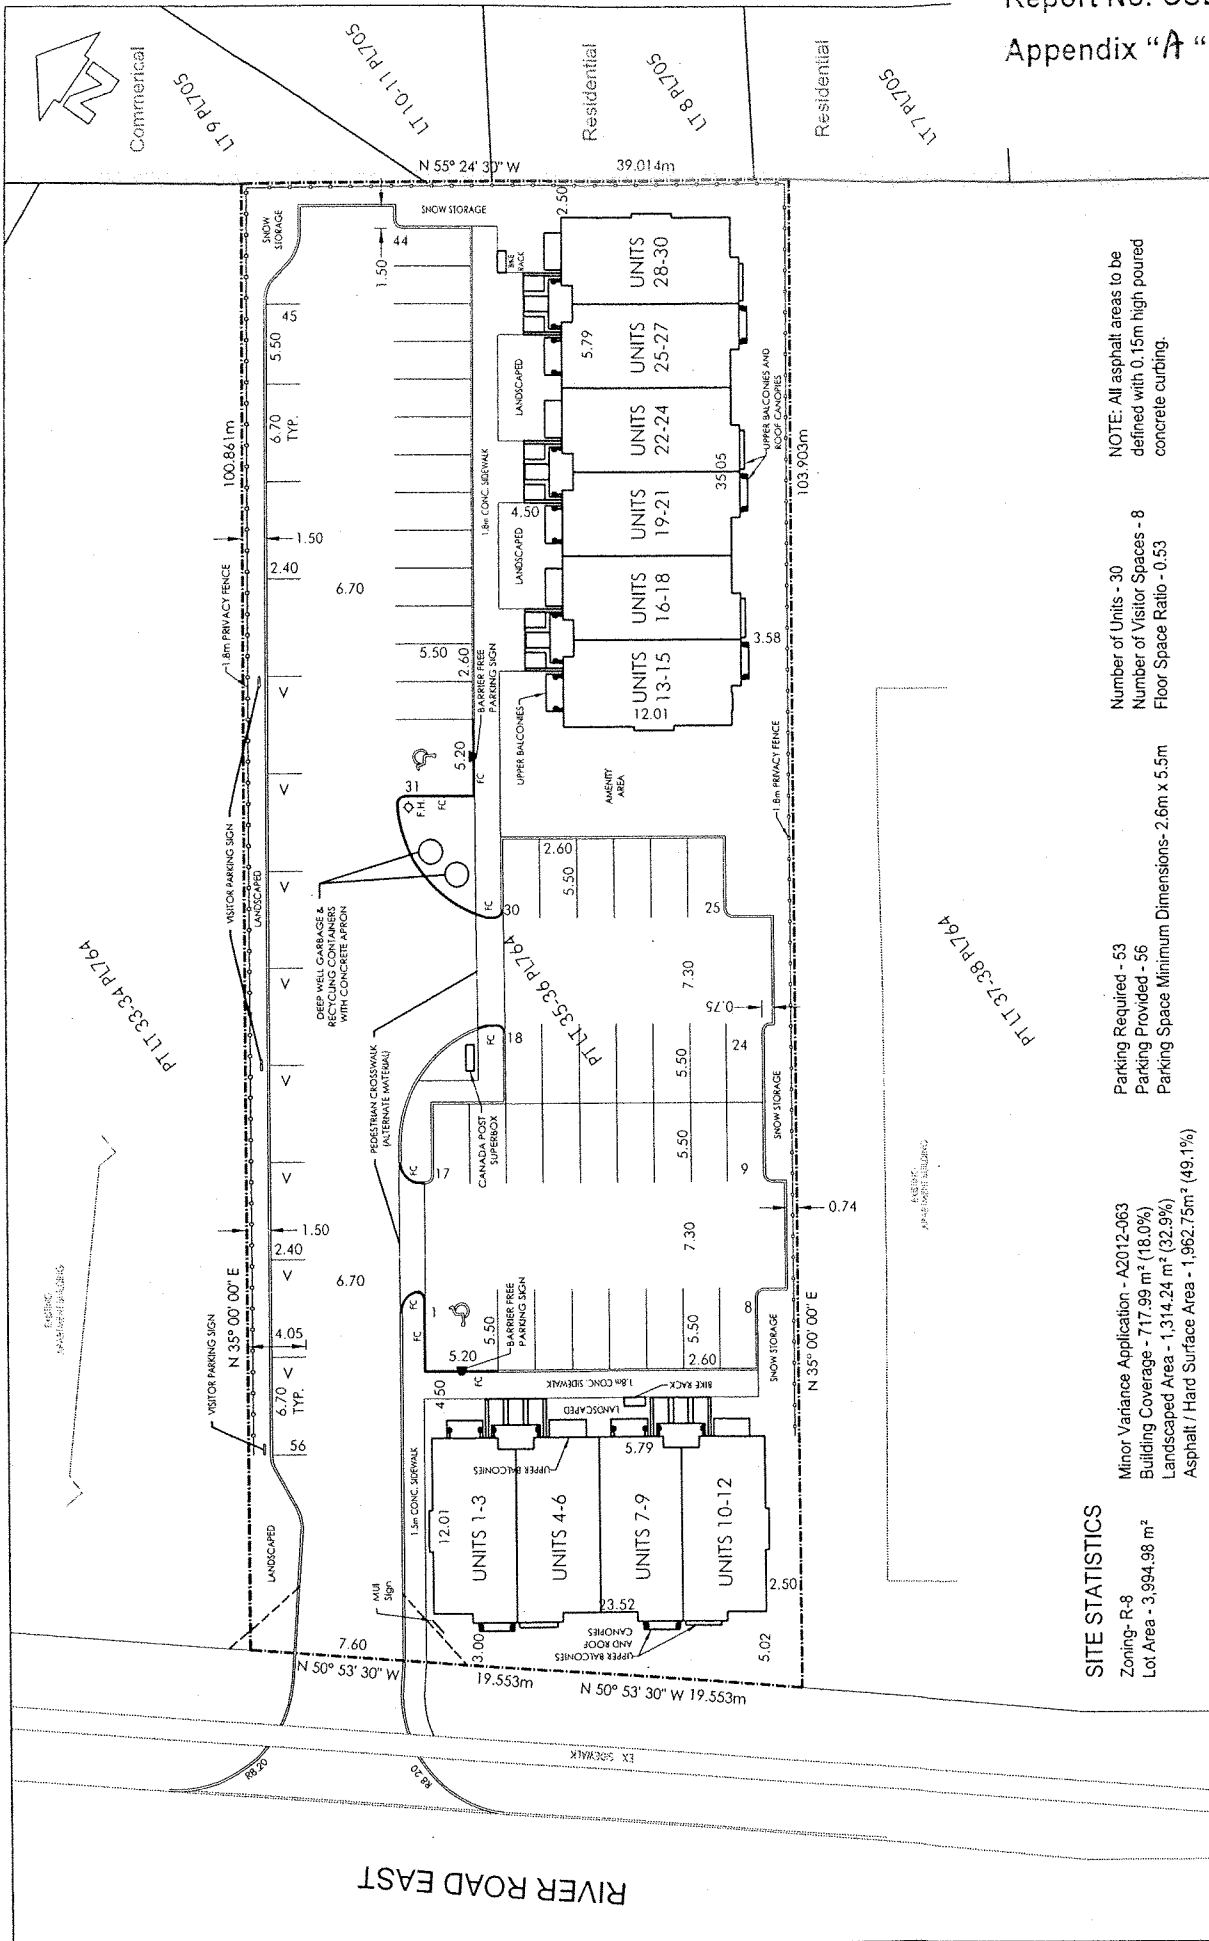 Appendix "A"
N
Commerical
LT 9 PL705
LT 10-11 PL705
Residential
LT 8 PL705
Residential
LT 7 PL705
N 55° 24' 30" W
39.014m
SNOW
STORAGE
SNOW STORAGE
2.50
44
1.50
BIKE
RACK
45
5.50
6.70
TYP.
100.861m
1.50
2.40
1.8m PRIVACY FENCE
6.70
5.50
2.60
1.8m CONC. SIDEWALK
LANDSCAPED
LANDSCAPED
4.50
5.79
UNITS
28-30
UNITS
25-27
UNITS
22-24
UNITS
19-21
UNITS
16-18
UNITS
13-15
12.01
35.05
3.58
UPPER BALCONIES AND
ROOF CANOPIES
103.903m
UPPER BALCONIES
BARRIER FREE
PARKING SIGN
5.20
FC
31
F.H.
FC
AMENITY
AREA
1.8m PRIVACY FENCE
V
V
V
V
V
V
V
V
VISITOR PARKING SIGN
LANDSCAPED
DEEP WELL GARBAGE &
RECYCLING CONTAINERS
WITH CONCRETE APRON
FC
30
2.60
5.50
25
PT LT 33-34 PL764
PT LT 35-36 PL764
PT LT 37-38 PL764
7.30
0.75
PEDESTRIAN CROSSWALK
(ALTERNATE MATERIAL)
FC
18
24
5.50
CANADA POST
SUPERBOX
SNOW STORAGE
FC
17
5.50
9
0.74
1.50
2.40
6.70
7.30
N 35° 00' 00" E
EXISTING
APARTMENT BUILDING
EXISTING
APARTMENT BUILDING
VISITOR PARKING SIGN
4.05
6.70
TYP.
56
FC
FC
1
BARRIER FREE
PARKING SIGN
5.50
5.20
FC
5.50
2.60
8
SNOW STORAGE
N 35° 00' 00" E
4.50
1.8m CONC. SIDEWALK
BIKE RACK
LANDSCAPED
1.5m CONC. SIDEWALK
UPPER BALCONIES
5.79
12.01
UNITS 1-3
UNITS 4-6
UNITS 7-9
UNITS 10-12
23.52
2.50
LANDSCAPED
MUI
Sign
3.00
UPPER BALCONIES
AND ROOF
CANOPIES
5.02
7.60
N 50° 53' 30" W
19.553m
N 50° 53' 30" W 19.553m
R8.20
R8.20
EX SIDEWALK
RIVER ROAD EAST
SITE STATISTICS
Zoning- R-8
Lot Area - 3,994.98 m²
Minor Variance Application - A2012-063
Building Coverage - 717.99 m² (18.0%)
Landscaped Area - 1,314.24 m² (32.9%)
Asphalt / Hard Surface Area - 1,962.75m² (49.1%)
Parking Required - 53
Parking Provided - 56
Parking Space Minimum Dimensions- 2.6m x 5.5m
Number of Units - 30
Number of Visitor Spaces - 8
Floor Space Ratio - 0.53
NOTE: All asphalt areas to be
defined with 0.15m high poured
concrete curbing.